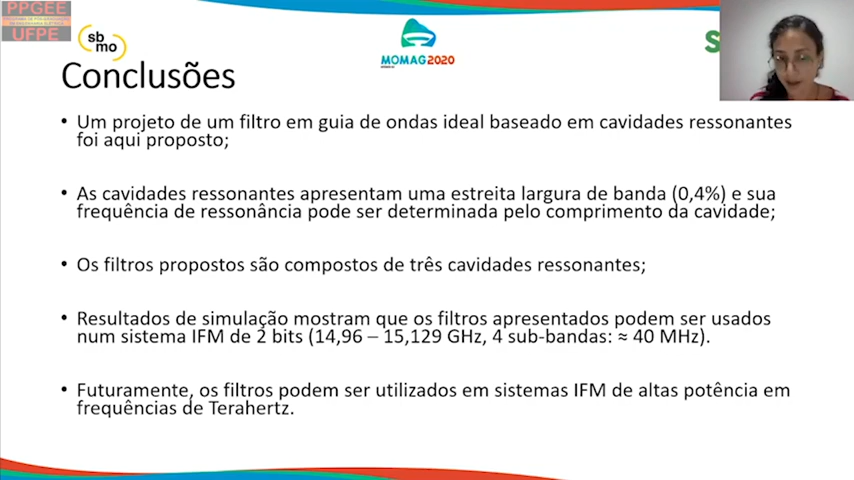 PPGEE
UFPE
sb
mo
MOMAG2020
S
Conclusões
• Um projeto de um filtro em guia de ondas ideal baseado em cavidades ressonantes
foi aqui proposto;
• As cavidades ressonantes apresentam uma estreita largura de banda (0,4%) e sua
frequência de ressonância pode ser determinada pelo comprimento da cavidade;
• Os filtros propostos são compostos de três cavidades ressonantes;
• Resultados de simulação mostram que os filtros apresentados podem ser usados
num sistema IFM de 2 bits (14,96 – 15,129 GHz, 4 sub-bandas: ≈ 40 MHz).
• Futuramente, os filtros podem ser utilizados em sistemas IFM de altas potência em
frequências de Terahertz.